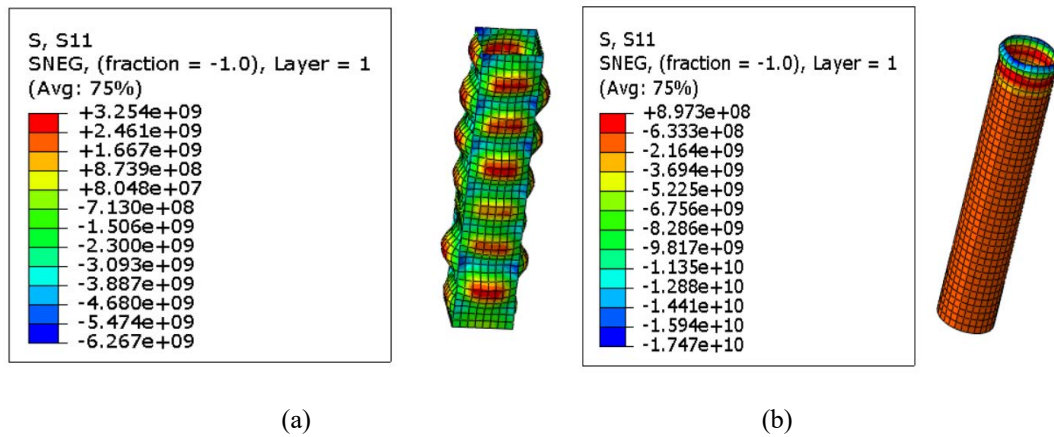 S, S11
SNEG, (fraction = -1.0), Layer = 1
(Avg: 75%)
+3.254e+09
+2.461e+09
+1.667e+09
+8.739e+08
+8.048e+07
-7.130e+08
-1.506e+09
-2.300e+09
-3.093e+09
-3.887e+09
-4.680e+09
-5.474e+09
-6.267e+09
S, S11
SNEG, (fraction = -1.0), Layer = 1
(Avg: 75%)
+8.973e+08
-6.333e+08
-2.164e+09
-3.694e+09
-5.225e+09
-6.756e+09
-8.286e+09
-9.817e+09
-1.135e+10
-1.288e+10
-1.441e+10
-1.594e+10
-1.747e+10
(a)
(b)